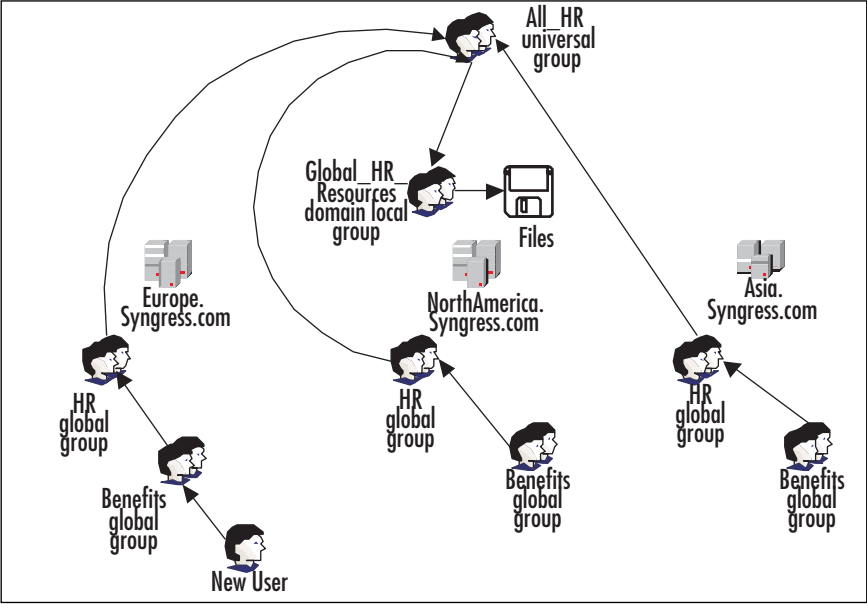 All_HR
universal
group
Global_HR_
Resources
domain local
group
Files
Europe.
Syngress.com
NorthAmerica.
Syngress.com
Asia.
Syngress.com
HR
global
group
HR
global
group
HR
global
group
Benefits
global
group
Benefits
global
group
Benefits
global
group
New User